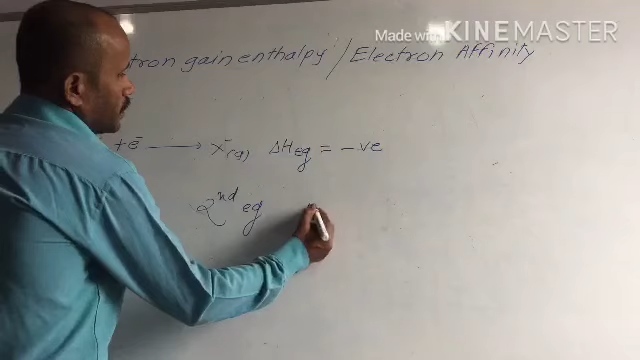 Made with KINEMASTER
tron gain enthalpy / Electron Affinity
+e⁻ ⟶ X⁻(g) ΔHeg = -ve
2nd eg